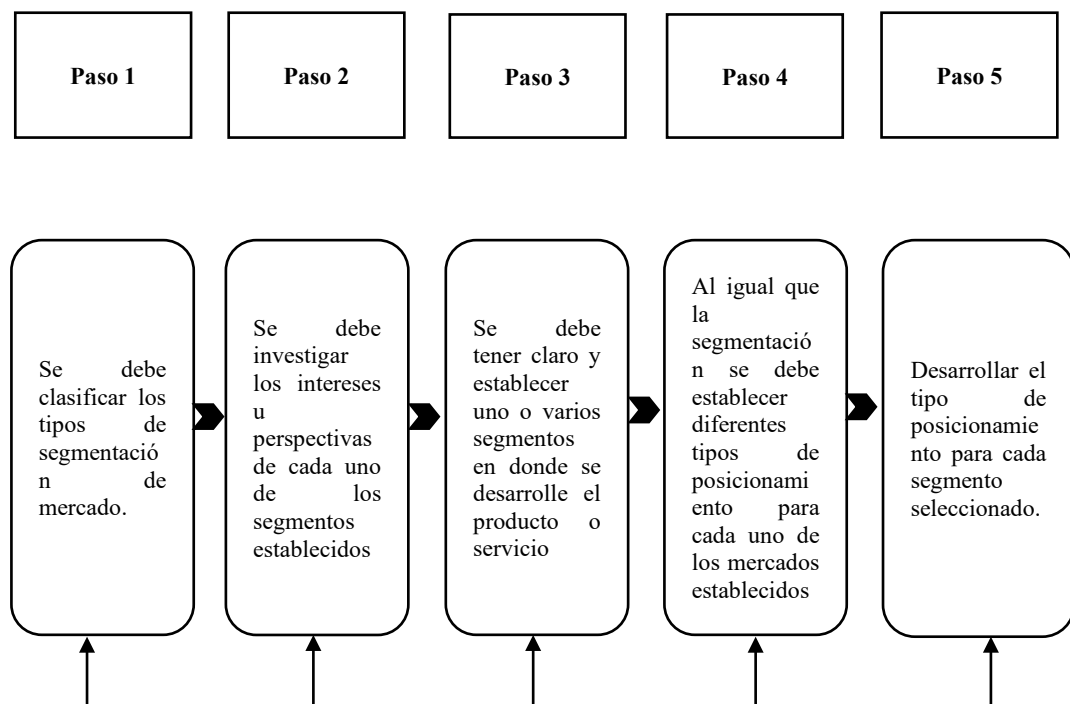 Paso 1
Paso 2
Paso 3
Paso 4
Paso 5
Se debe
clasificar los
tipos de
segmentació
n de
mercado.
Se debe
investigar
los intereses
u
perspectivas
de cada uno
de los
segmentos
establecidos
Se debe
tener claro y
establecer
uno o varios
segmentos
en donde se
desarrolle el
producto o
servicio
Al igual que
la
segmentació
n se debe
establecer
diferentes
tipos de
posicionami
ento para
cada uno de
los mercados
establecidos
Desarrollar el
tipo de
posicionamie
nto para cada
segmento
seleccionado.